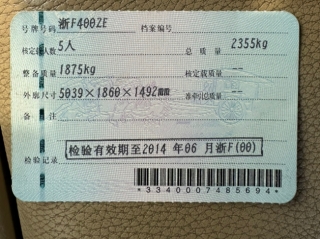 号牌号码 浙F400ZE 档案编号
核定载人数 5人 总质量 2355kg
整备质量 1875kg 核定载质量 --
外廓尺寸 5039×1860×1492mm 准牵引总质量 --
备注
检验记录 检验有效期至2014年06月浙F(00)
*3340007485694*